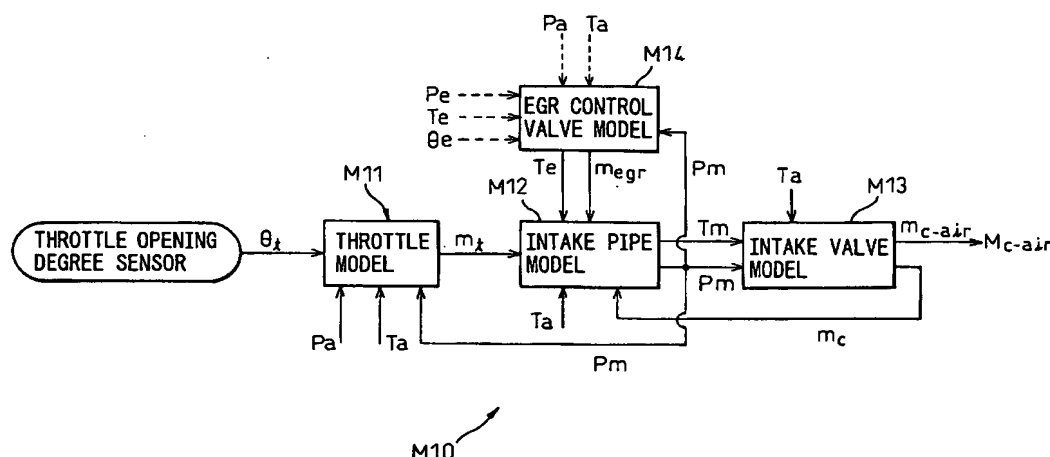 Pa Ta
M14
Pe
Te
θe
EGR CONTROL
VALVE MODEL
Te
megr
Pm
M11
M12
Ta
M13
THROTTLE OPENING
DEGREE SENSOR
θt
THROTTLE
MODEL
mt
INTAKE PIPE
MODEL
Tm
Pm
INTAKE VALVE
MODEL
mc-air
Mc-air
Pa
Ta
Ta
Pm
mc
M10